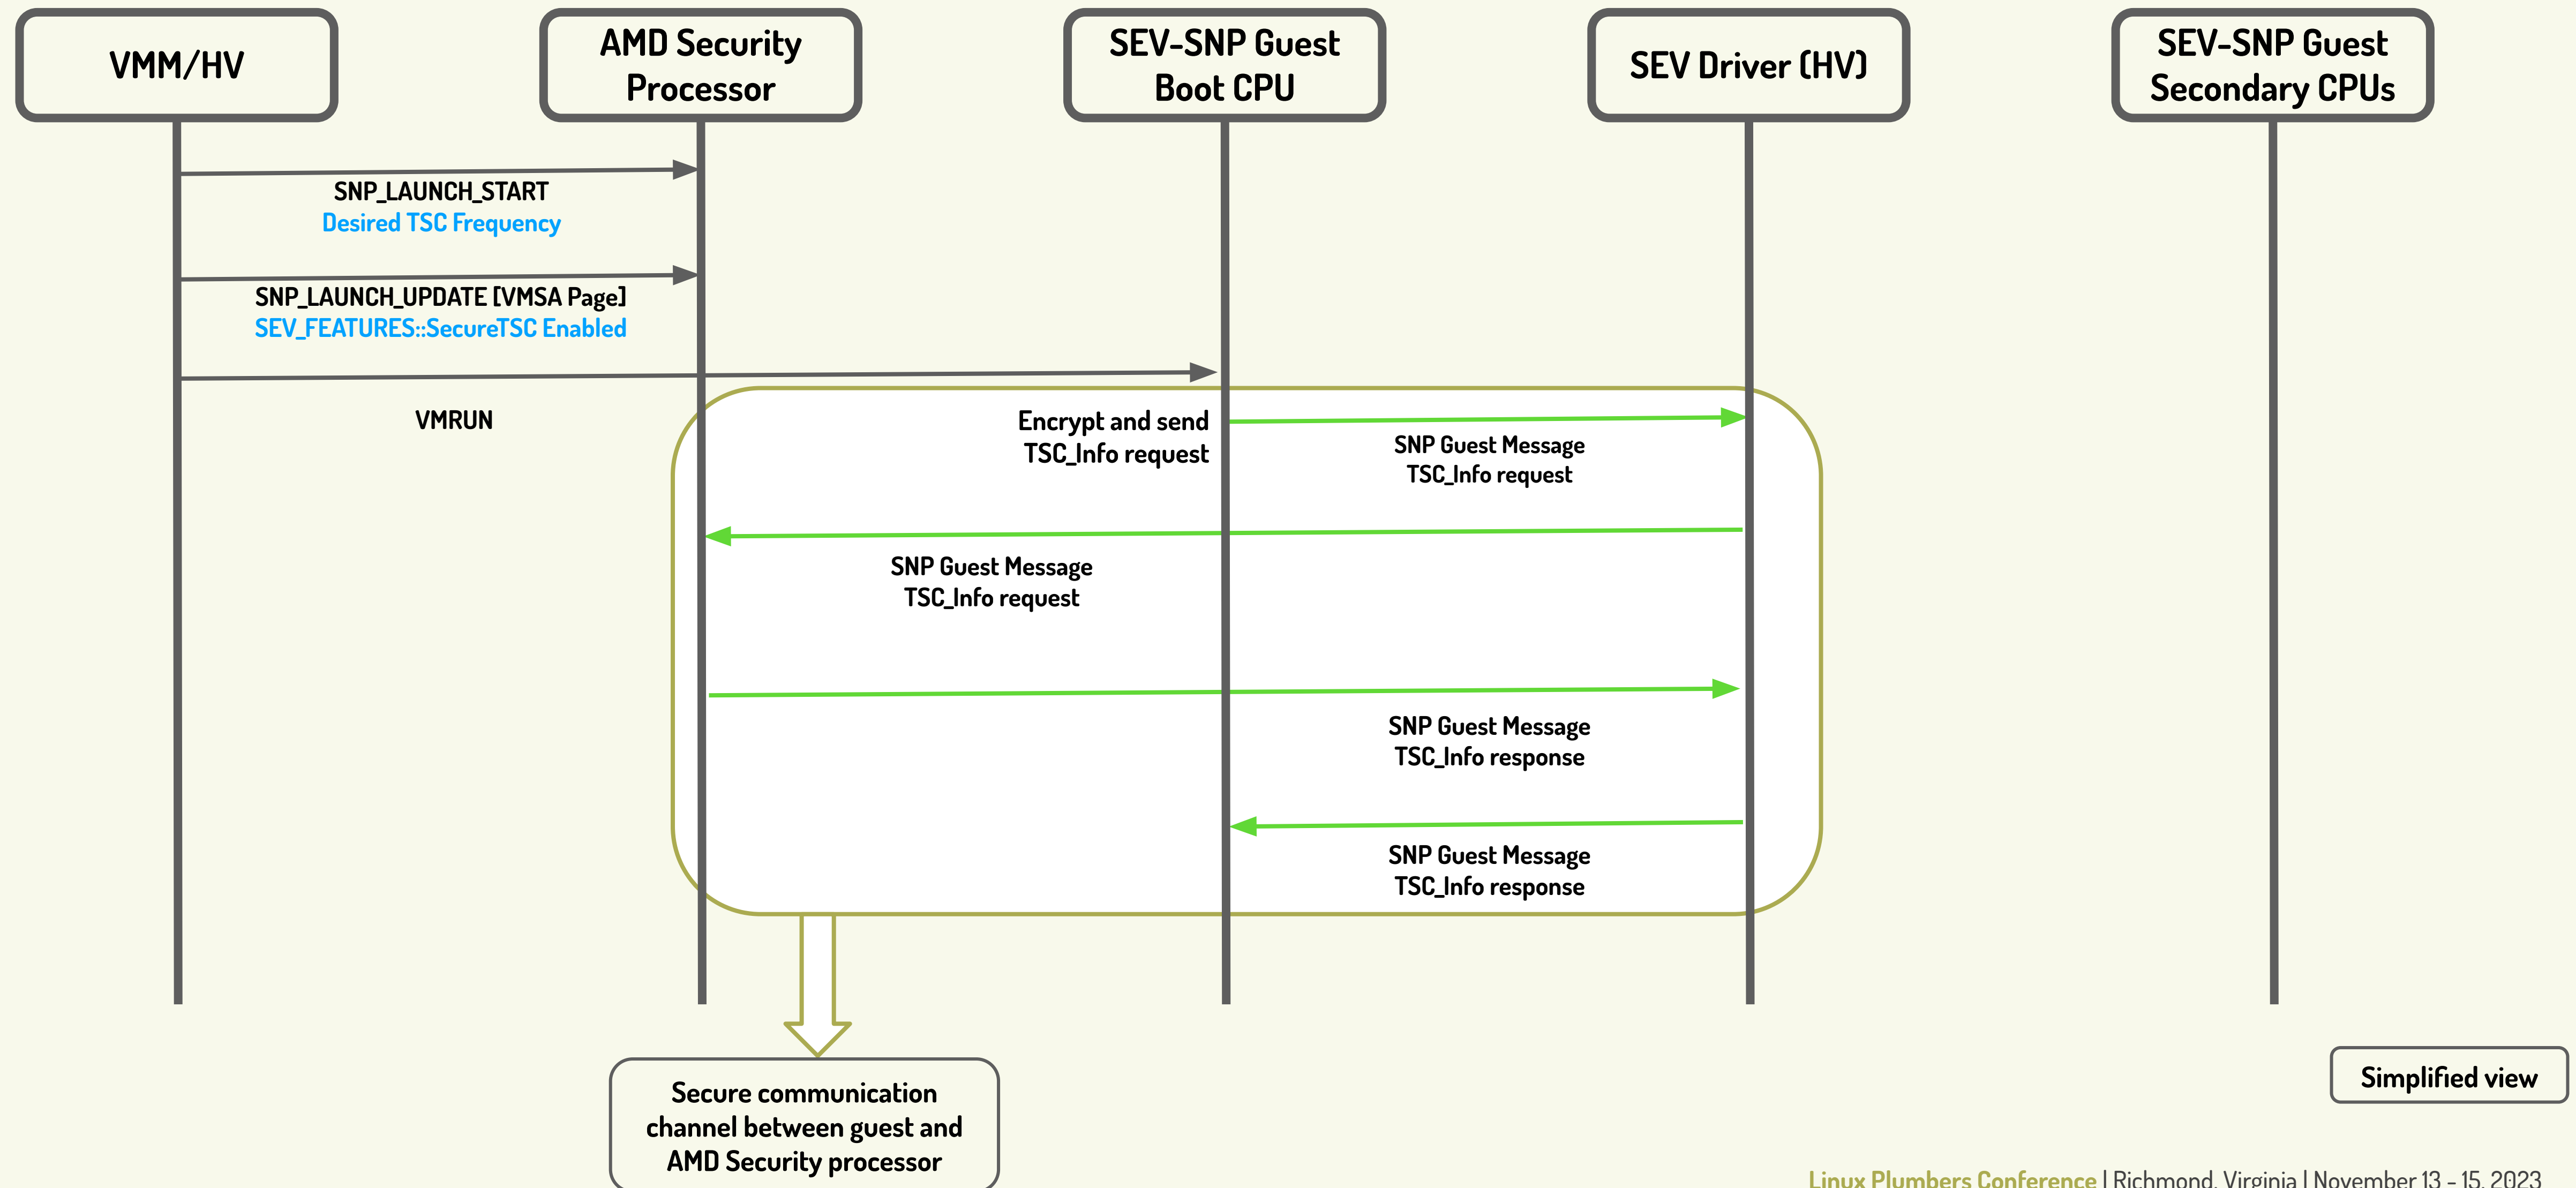 VMM/HV
AMD Security
Processor
SEV-SNP Guest
Boot CPU
SEV Driver (HV)
SEV-SNP Guest
Secondary CPUs
SNP_LAUNCH_START
Desired TSC Frequency
SNP_LAUNCH_UPDATE [VMSA Page]
SEV_FEATURES::SecureTSC Enabled
VMRUN
Encrypt and send
TSC_Info request
SNP Guest Message
TSC_Info request
SNP Guest Message
TSC_Info request
SNP Guest Message
TSC_Info response
SNP Guest Message
TSC_Info response
Secure communication
channel between guest and
AMD Security processor
Simplified view
Linux Plumbers Conference | Richmond, Virginia | November 13 - 15, 2023